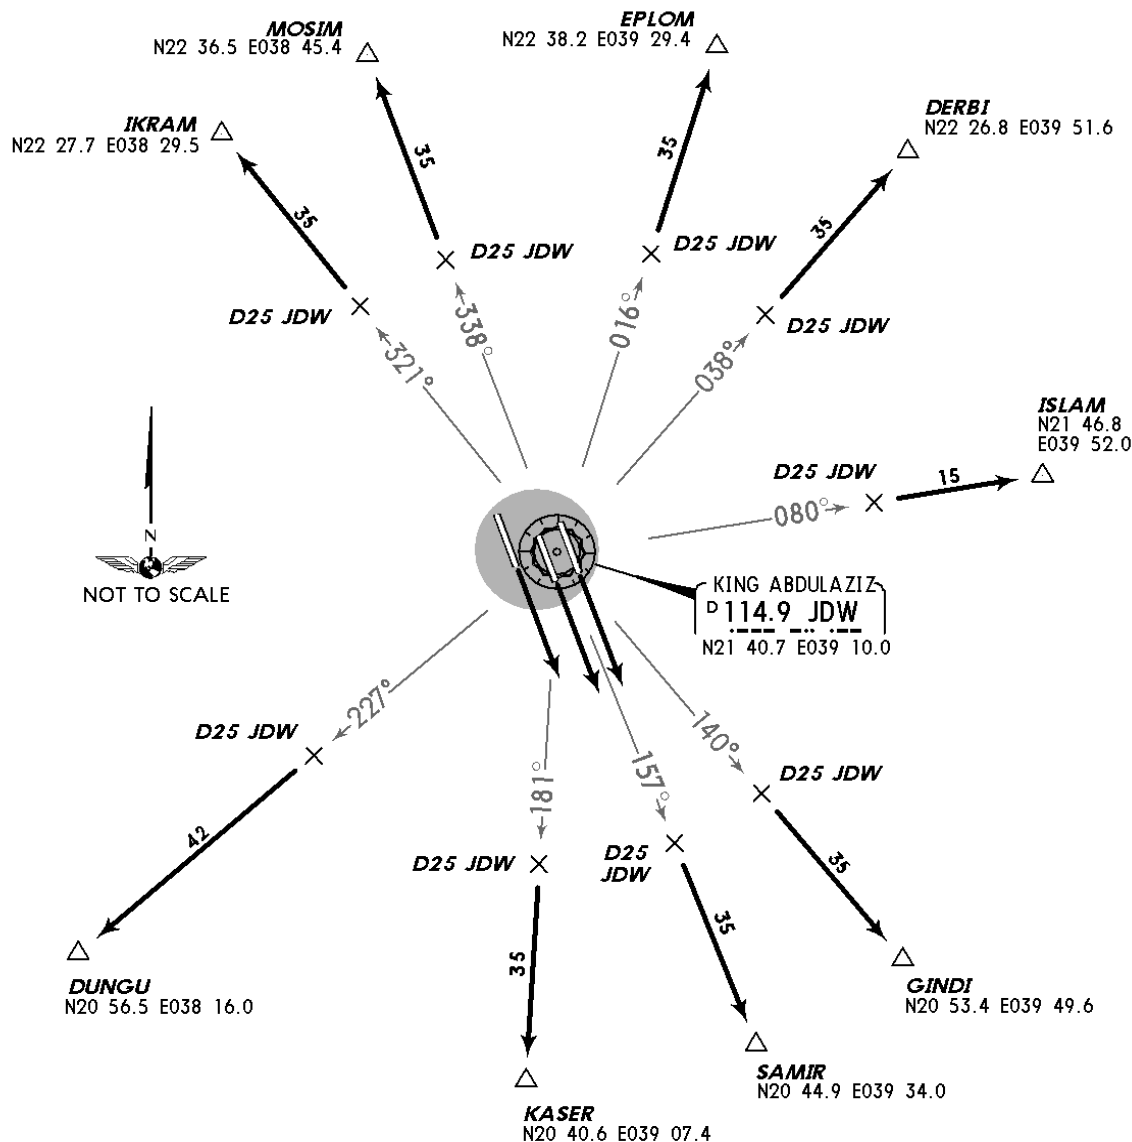 MOSIM
N22 36.5 E038 45.4
EPLOM
N22 38.2 E039 29.4
IKRAM
N22 27.7 E038 29.5
DERBI
N22 26.8 E039 51.6
35
35
35
35
D25 JDW
D25 JDW
D25 JDW
D25 JDW
321°
338°
016°
038°
ISLAM
N21 46.8
E039 52.0
D25 JDW
15
080°
N
NOT TO SCALE
KING ABDULAZIZ
D 114.9 JDW
N21 40.7 E039 10.0
227°
D25 JDW
42
DUNGU
N20 56.5 E038 16.0
181°
D25 JDW
35
KASER
N20 40.6 E039 07.4
157°
D25
JDW
35
SAMIR
N20 44.9 E039 34.0
140°
D25 JDW
35
GINDI
N20 53.4 E039 49.6